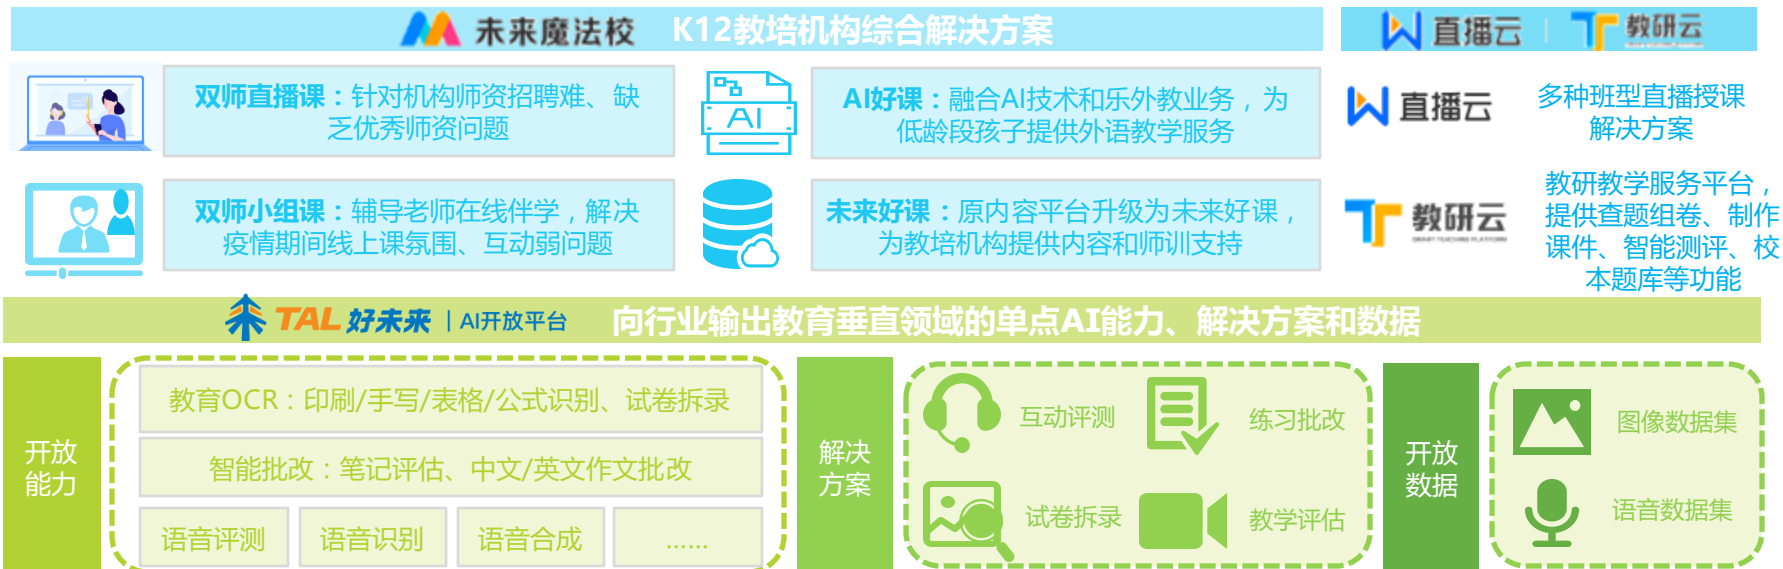 未来魔法校 K12教培机构综合解决方案
直播云 | 教研云
双师直播课：针对机构师资招聘难、缺
乏优秀师资问题
AI
AI好课：融合AI技术和乐外教业务，为
低龄段孩子提供外语教学服务
直播云
多种班型直播授课
解决方案
双师小组课：辅导老师在线伴学，解决
疫情期间线上课氛围、互动弱问题
未来好课：原内容平台升级为未来好课，
为教培机构提供内容和师训支持
教研云
SMART TEACHING PLATFORM
教研教学服务平台，
提供查题组卷、制作
课件、智能测评、校
本题库等功能
TAL好未来 | AI开放平台 向行业输出教育垂直领域的单点AI能力、解决方案和数据
开放
能力
教育OCR：印刷/手写/表格/公式识别、试卷拆录
智能批改：笔记评估、中文/英文作文批改
语音评测 语音识别 语音合成 ......
解决
方案
互动评测 练习批改
试卷拆录 教学评估
开放
数据
图像数据集
语音数据集